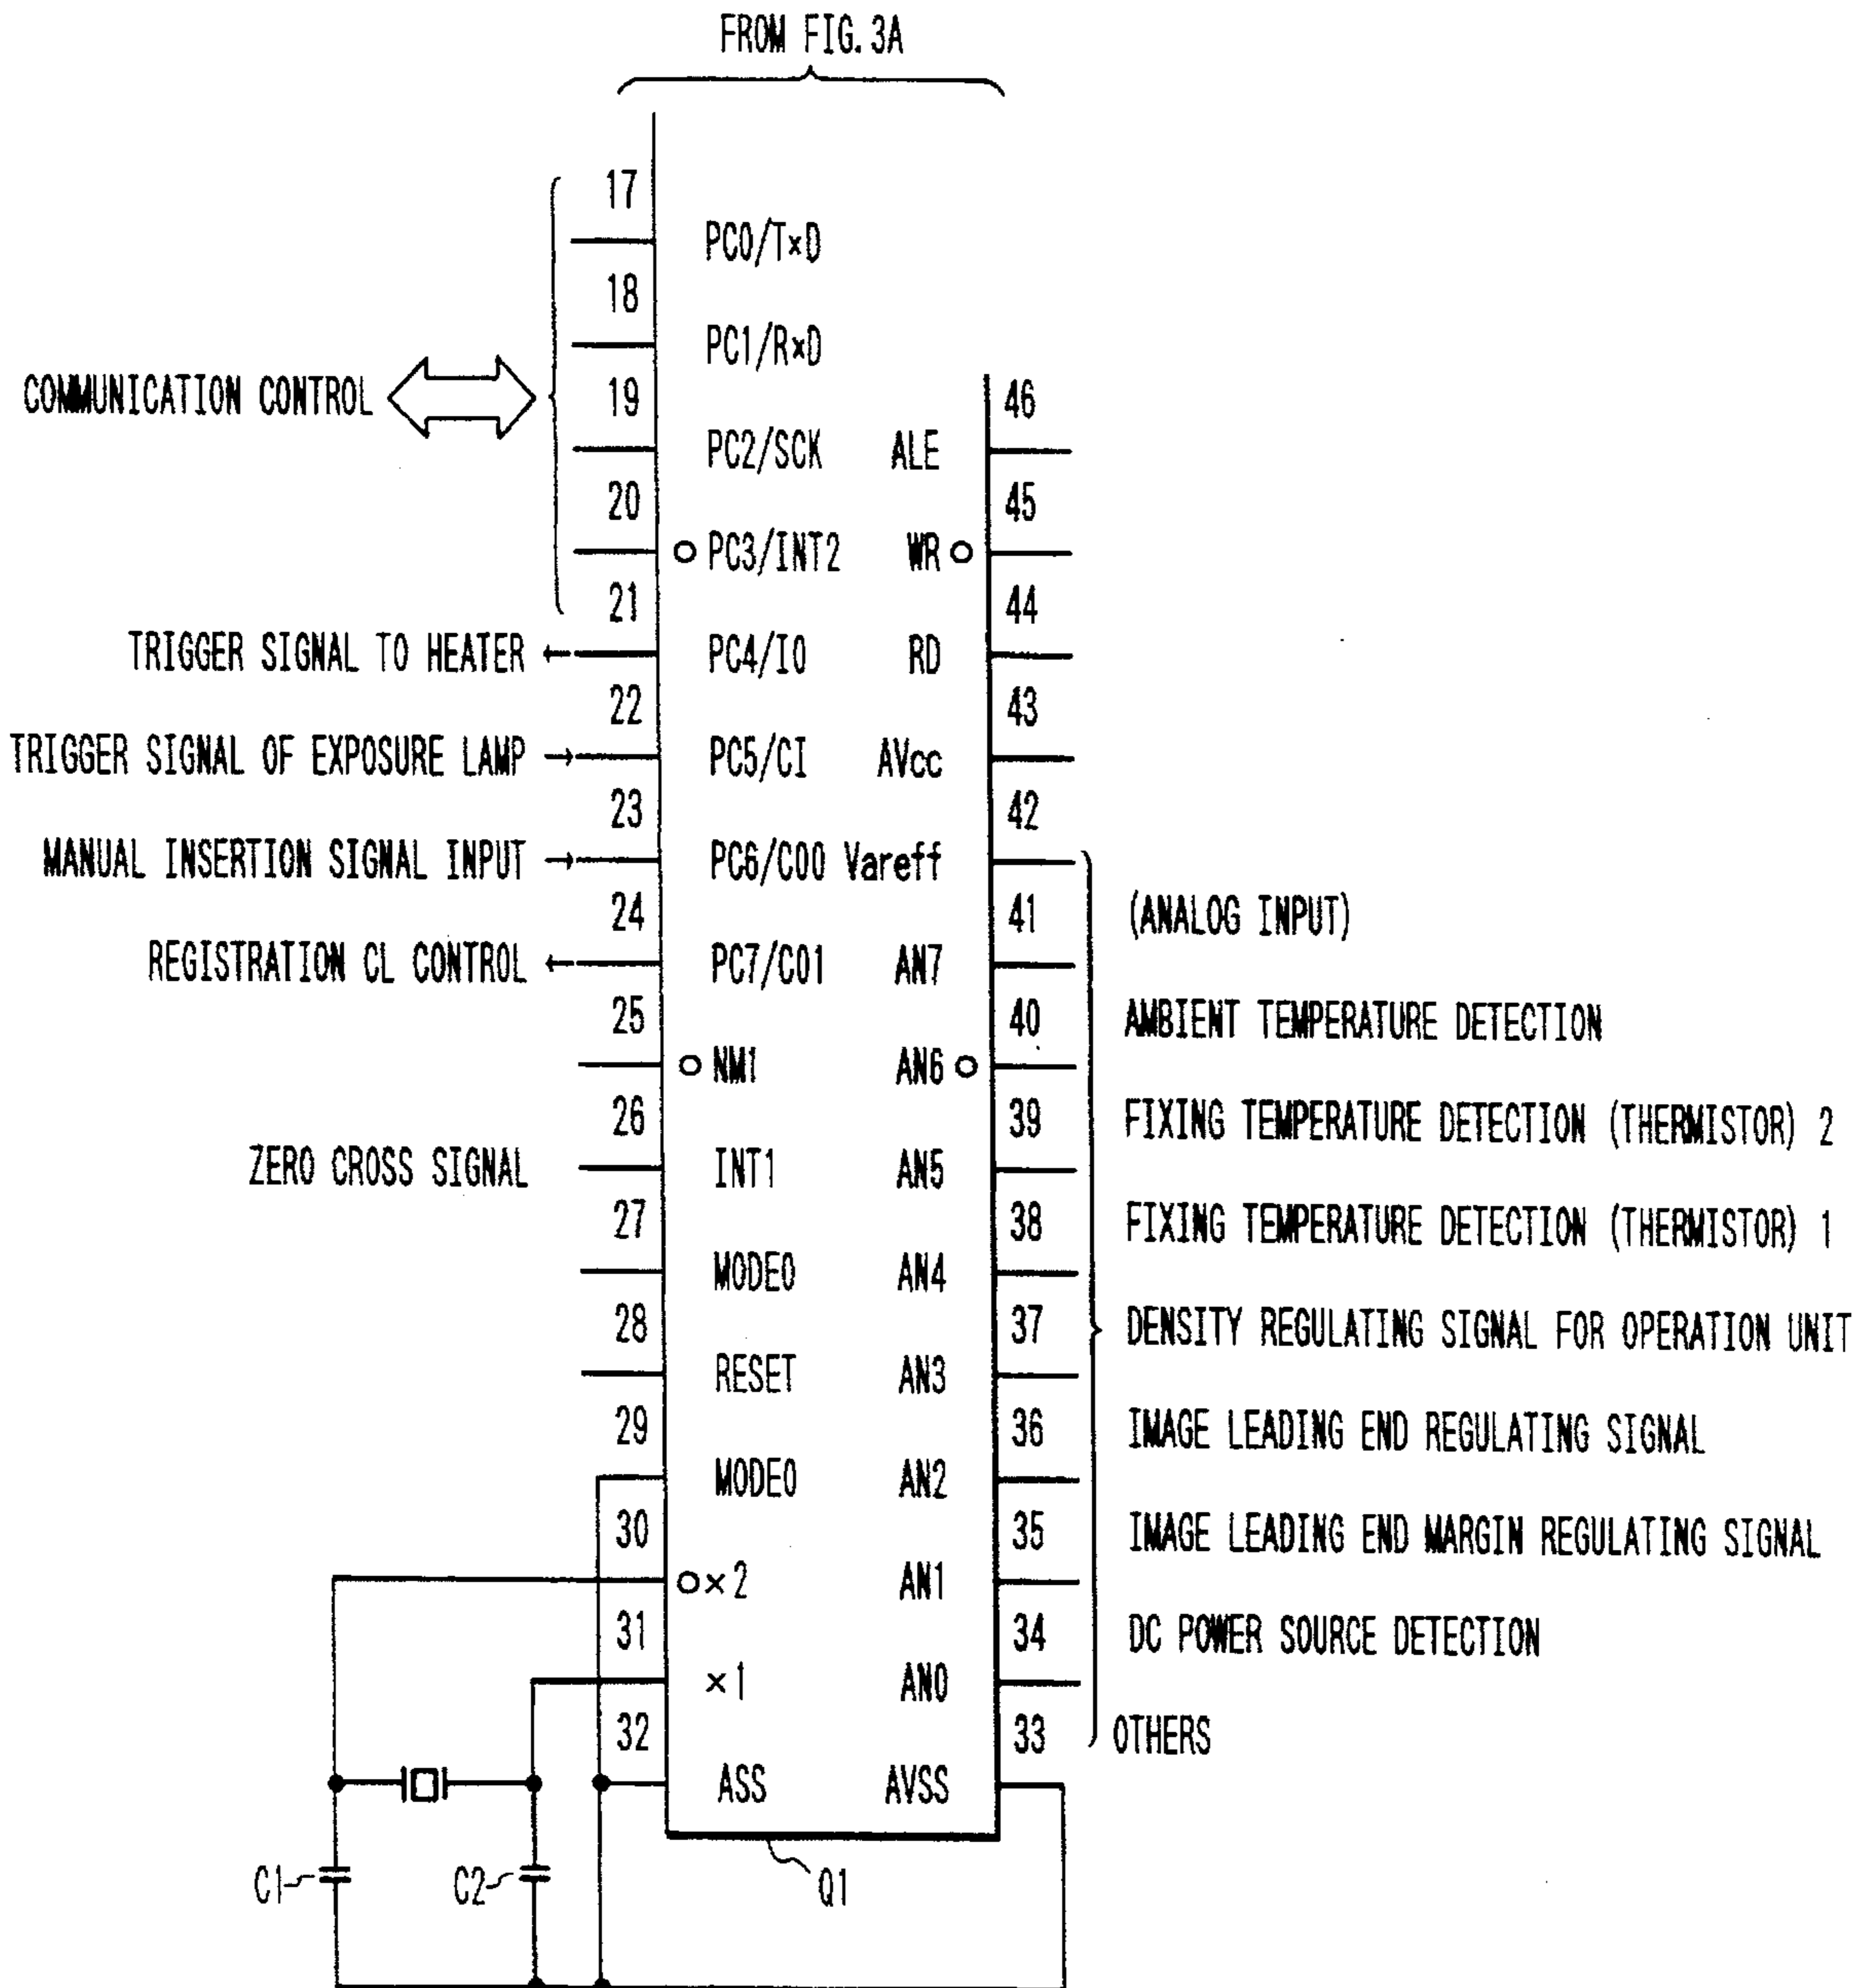 FROM FIG. 3A
17
PC0/T×D
18
PC1/R×D
COMMUNICATION CONTROL
19
46
PC2/SCK ALE
20
45
PC3/INT2 WR
21
44
TRIGGER SIGNAL TO HEATER
PC4/I0 RD
22
43
TRIGGER SIGNAL OF EXPOSURE LAMP
PC5/CI AVcc
23
42
MANUAL INSERTION SIGNAL INPUT
PC6/C00 Vareff
24
41
(ANALOG INPUT)
REGISTRATION CL CONTROL
PC7/C01 AN7
25
40
AMBIENT TEMPERATURE DETECTION
NM1 AN6
26
39
FIXING TEMPERATURE DETECTION (THERMISTOR) 2
ZERO CROSS SIGNAL
INT1 AN5
27
38
FIXING TEMPERATURE DETECTION (THERMISTOR) 1
MODE0 AN4
28
37
DENSITY REGULATING SIGNAL FOR OPERATION UNIT
RESET AN3
29
36
IMAGE LEADING END REGULATING SIGNAL
MODE0 AN2
30
35
IMAGE LEADING END MARGIN REGULATING SIGNAL
×2 AN1
31
34
DC POWER SOURCE DETECTION
×1 AN0
32
33
OTHERS
ASS AVSS
C1
C2
Q1